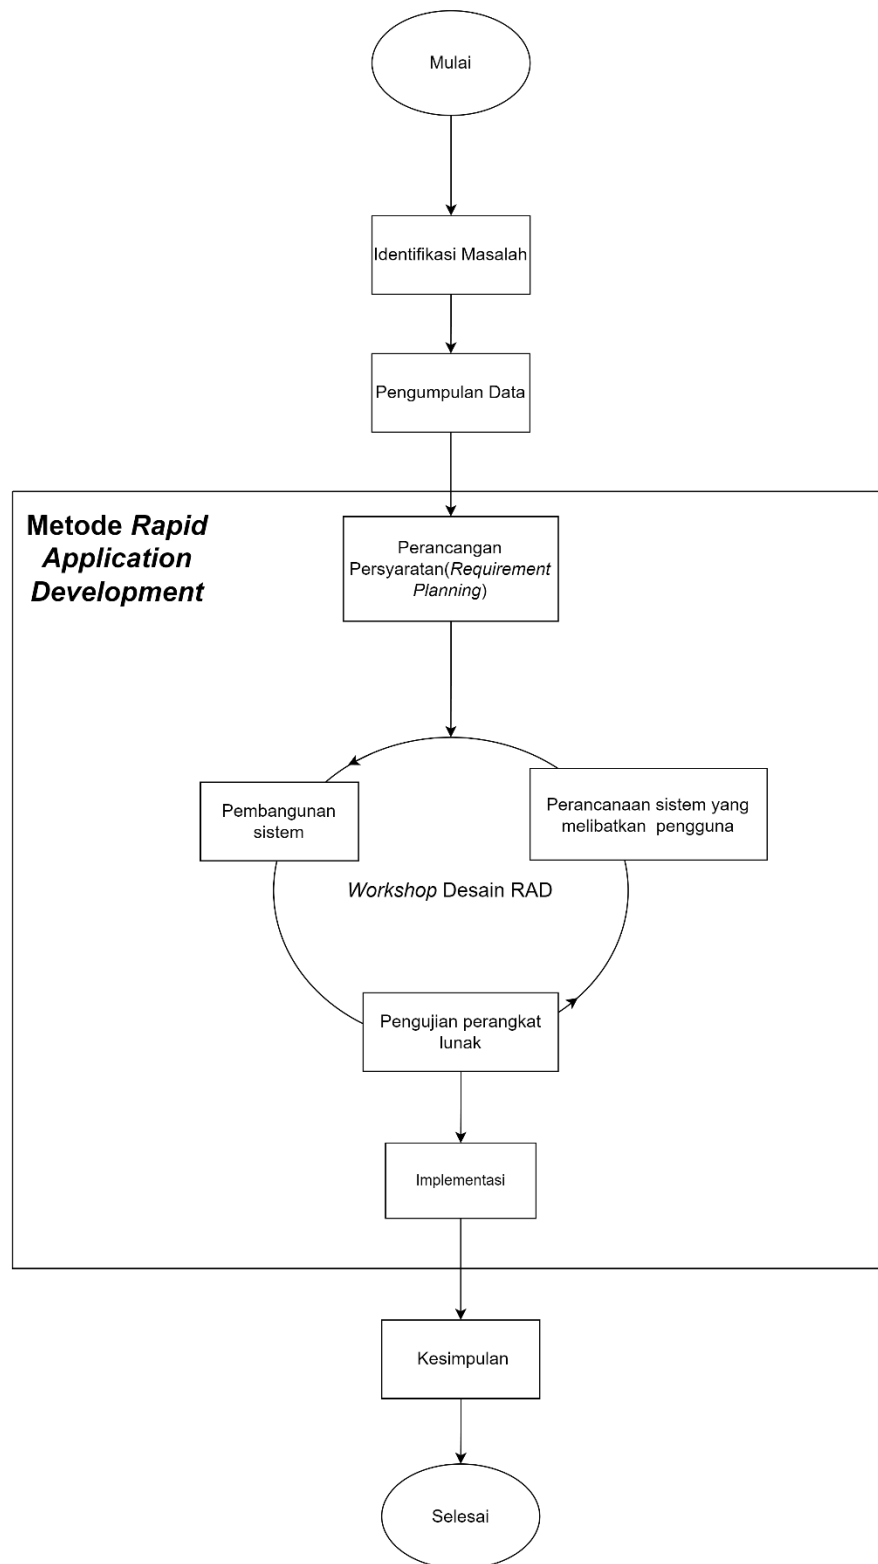 Mulai
Identifikasi Masalah
Pengumpulan Data
Metode Rapid
Application
Development
Perancangan
Persyaratan(Requirement
Planning)
Pembangunan
sistem
Perancanaan sistem yang
melibatkan pengguna
Workshop Desain RAD
Pengujian perangkat
lunak
Implementasi
Kesimpulan
Selesai